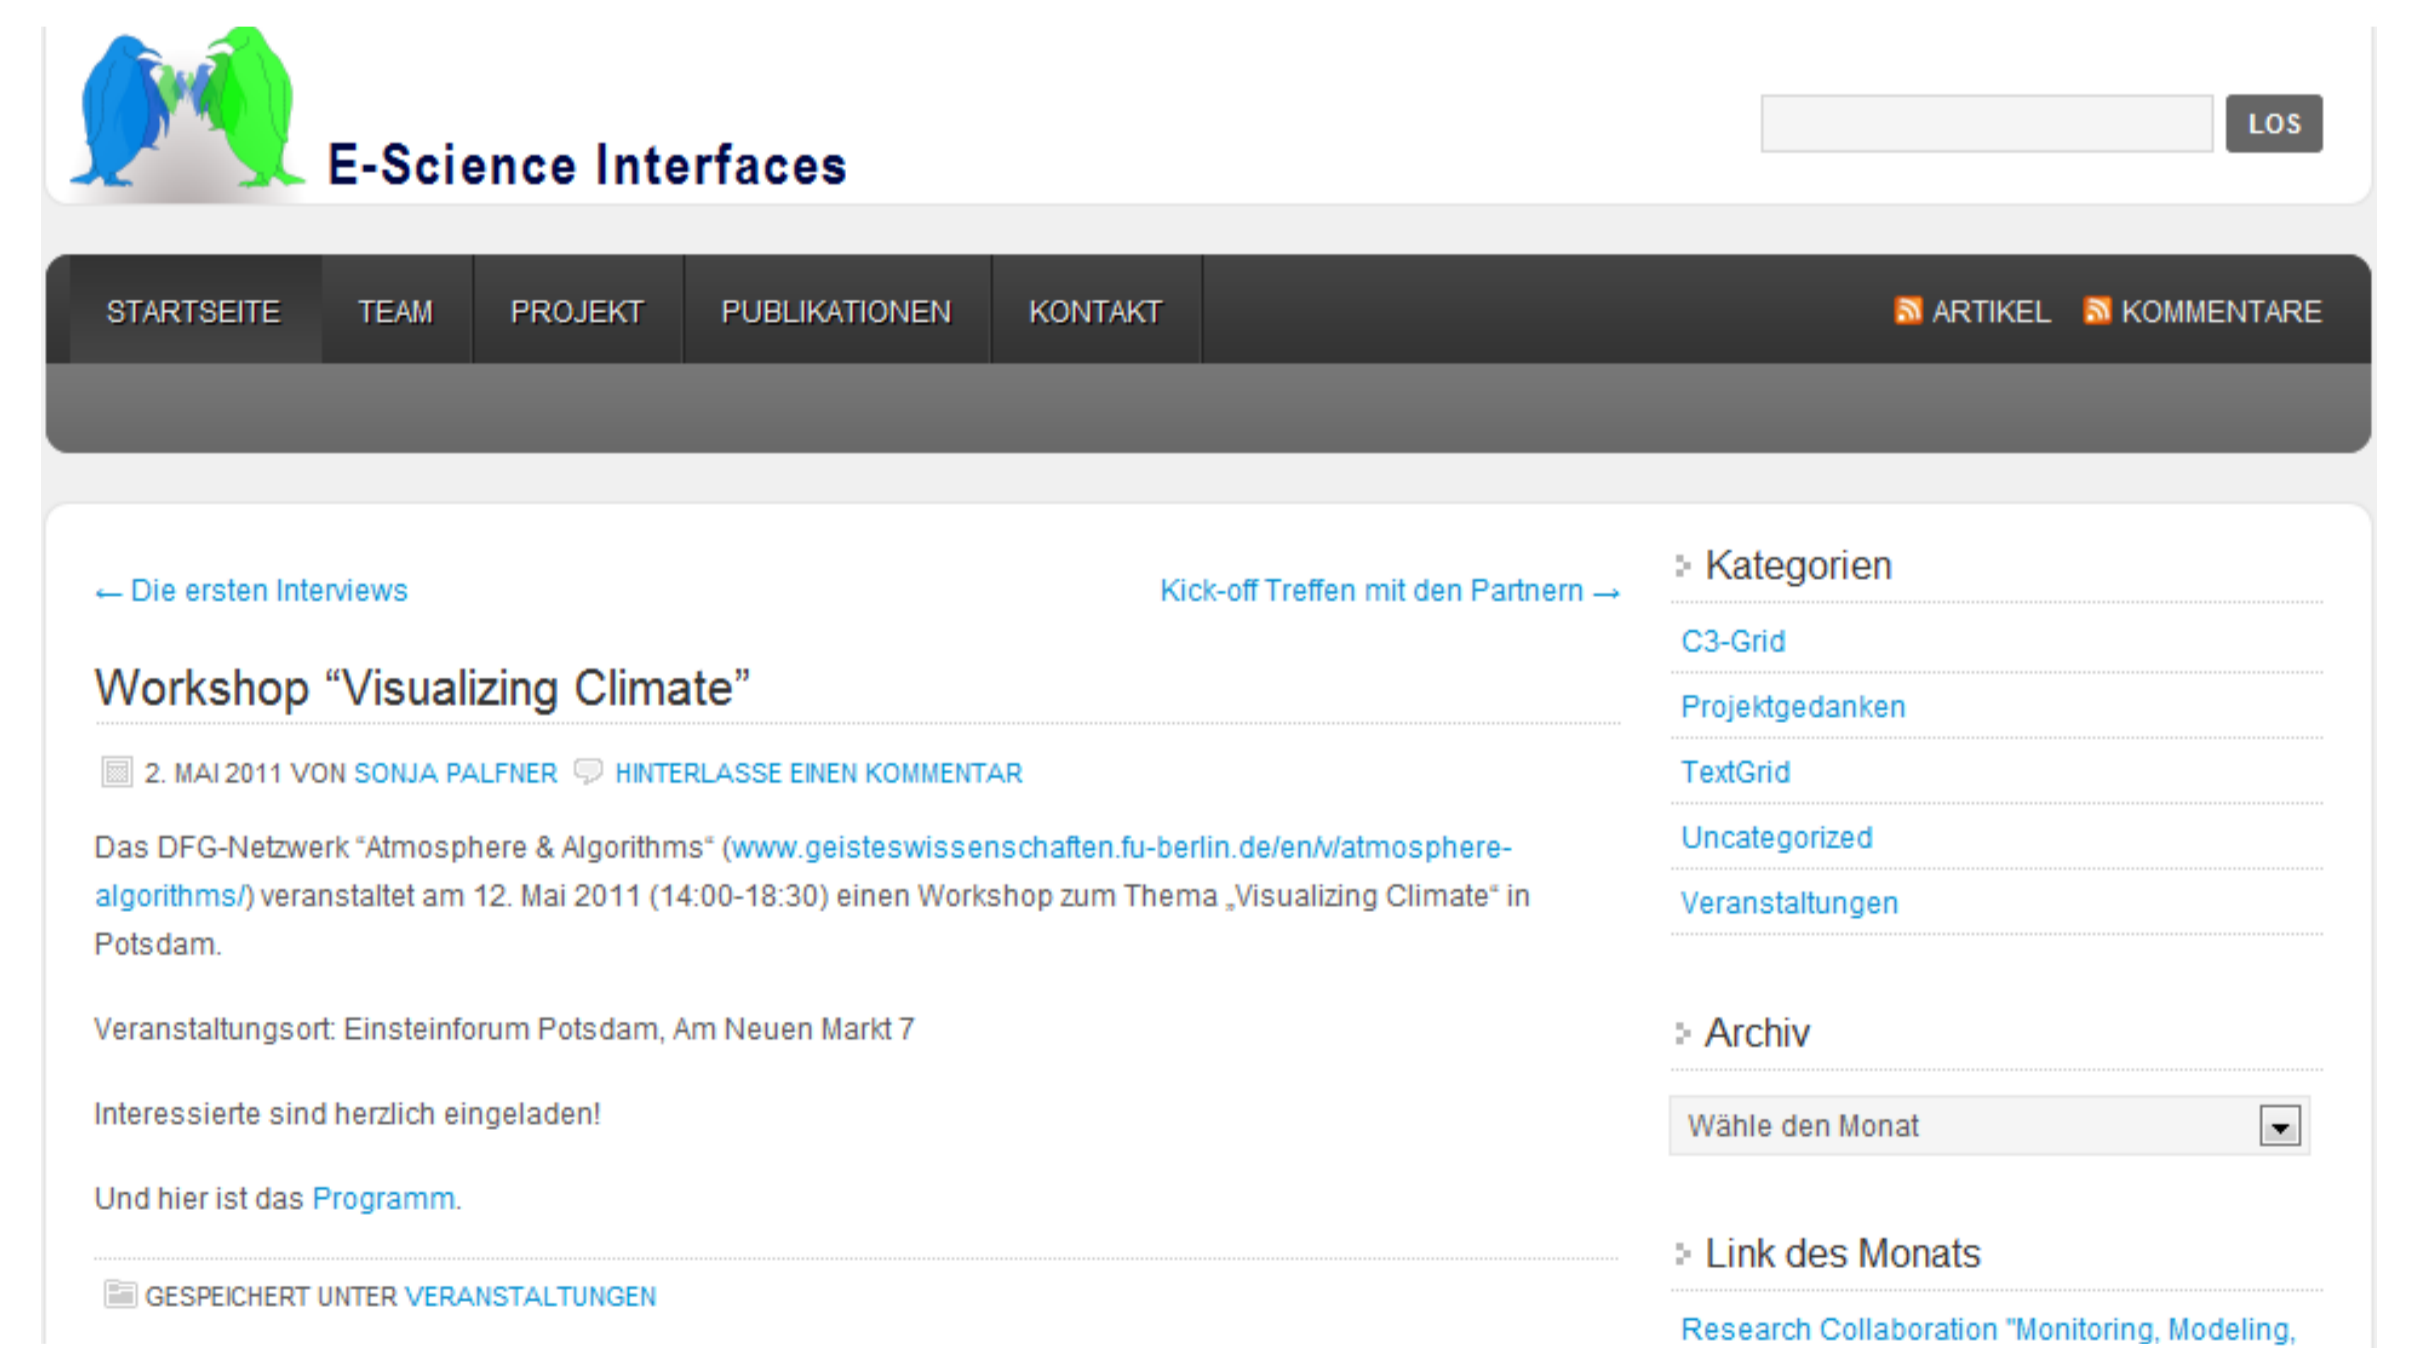 E-Science Interfaces
LOS
STARTSEITE TEAM PROJEKT PUBLIKATIONEN KONTAKT ARTIKEL KOMMENTARE
← Die ersten Interviews Kick-off Treffen mit den Partnern →
Workshop “Visualizing Climate”
2. MAI 2011 VON SONJA PALFNER HINTERLASSE EINEN KOMMENTAR
Das DFG-Netzwerk “Atmosphere & Algorithms“ (www.geisteswissenschaften.fu-berlin.de/en/v/atmosphere-
algorithms/) veranstaltet am 12. Mai 2011 (14:00-18:30) einen Workshop zum Thema „Visualizing Climate“ in
Potsdam.
Veranstaltungsort: Einsteinforum Potsdam, Am Neuen Markt 7
Interessierte sind herzlich eingeladen!
Und hier ist das Programm.
GESPEICHERT UNTER VERANSTALTUNGEN
Kategorien
C3-Grid
Projektgedanken
TextGrid
Uncategorized
Veranstaltungen
Archiv
Wähle den Monat
Link des Monats
Research Collaboration "Monitoring, Modeling,